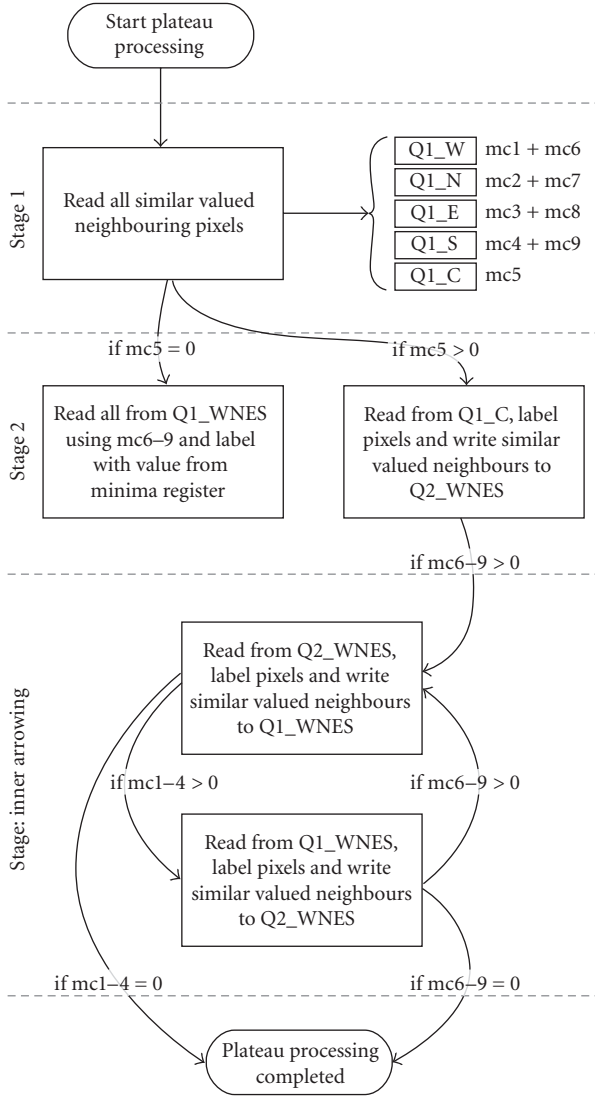 Start plateau
processing
Stage 1
Read all similar valued
neighbouring pixels
Q1_W mc1 + mc6
Q1_N mc2 + mc7
Q1_E mc3 + mc8
Q1_S mc4 + mc9
Q1_C mc5
if mc5 = 0
if mc5 > 0
Stage 2
Read all from Q1_WNES
using mc6–9 and label
with value from
minima register
Read from Q1_C, label
pixels and write similar
valued neighbours to
Q2_WNES
if mc6–9 > 0
Stage: inner arrowing
Read from Q2_WNES,
label pixels and write
similar valued neighbours
to Q1_WNES
if mc1–4 > 0
if mc6–9 > 0
Read from Q1_WNES,
label pixels and write
similar valued neighbours
to Q2_WNES
if mc1–4 = 0
if mc6–9 = 0
Plateau processing
completed